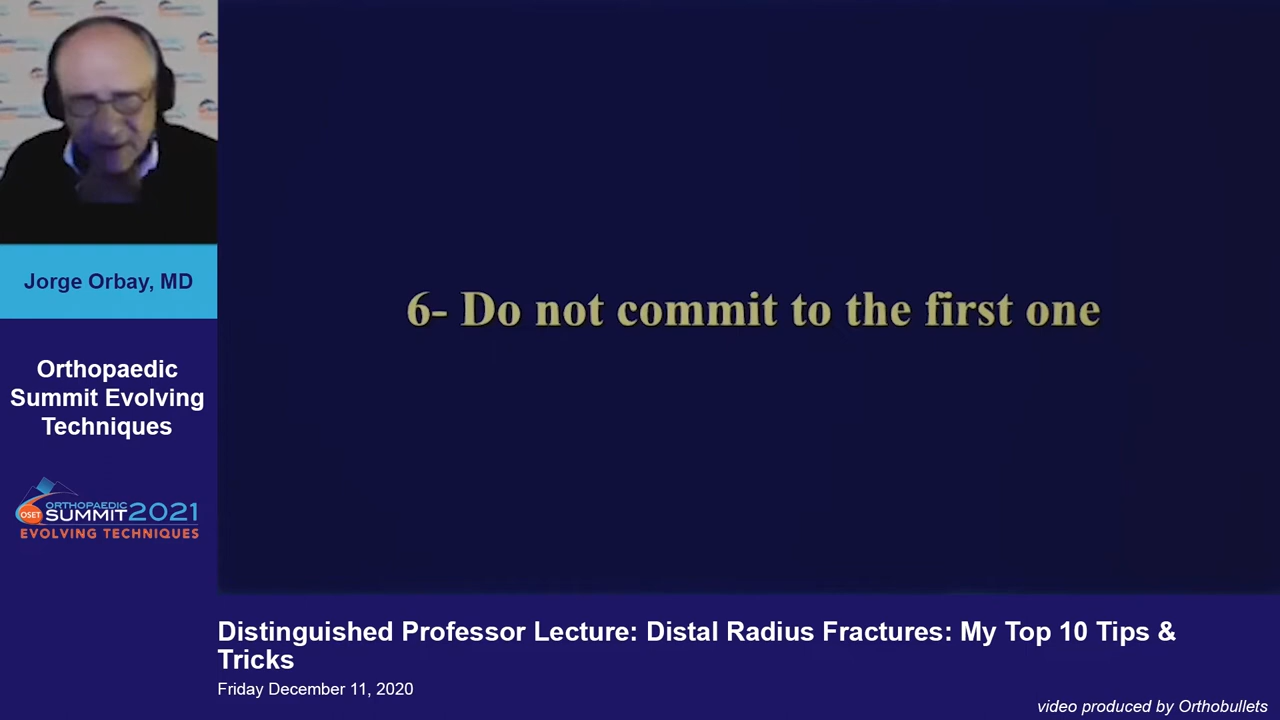 6- Do not commit to the first one
Jorge Orbay, MD
Orthopaedic
Summit Evolving
Techniques
OSET
ORTHOPAEDIC
SUMMIT 2021
EVOLVING TECHNIQUES
Distinguished Professor Lecture: Distal Radius Fractures: My Top 10 Tips &
Tricks
Friday December 11, 2020
video produced by Orthobullets